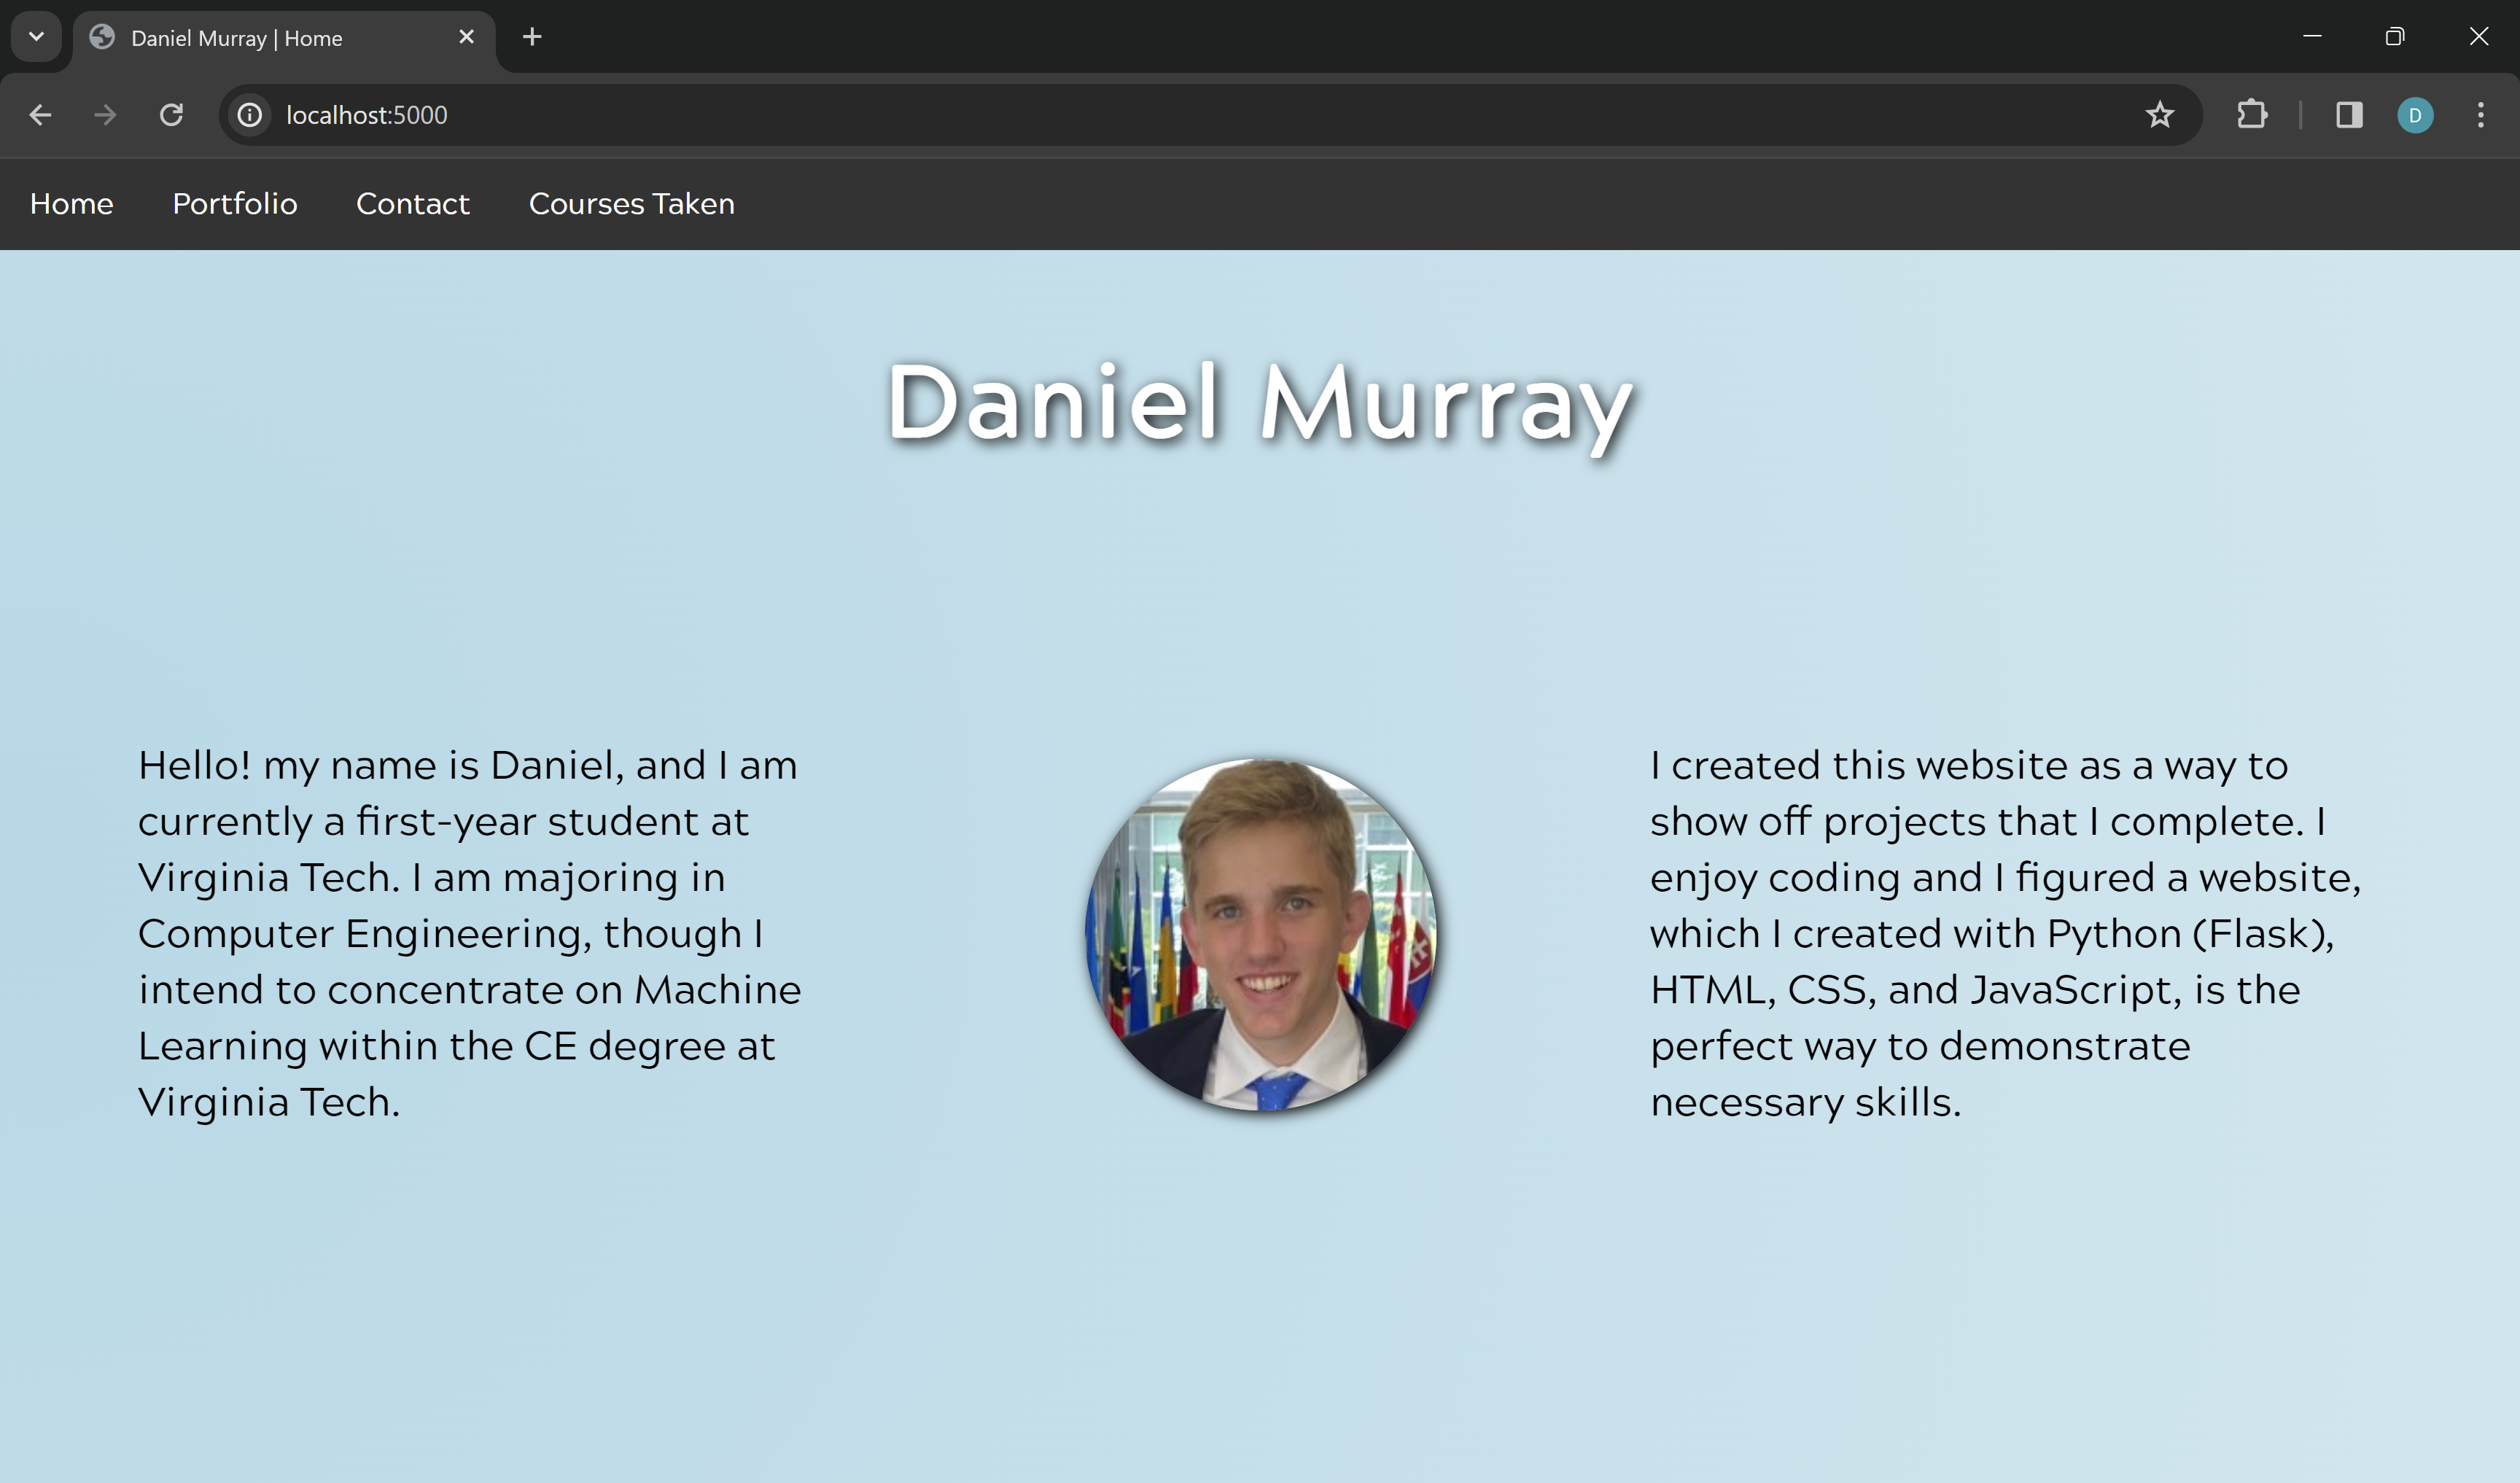 Daniel Murray | Home
localhost:5000
D
Home Portfolio Contact Courses Taken
Daniel Murray
Hello! my name is Daniel, and I am
currently a first-year student at
Virginia Tech. I am majoring in
Computer Engineering, though I
intend to concentrate on Machine
Learning within the CE degree at
Virginia Tech.
I created this website as a way to
show off projects that I complete. I
enjoy coding and I figured a website,
which I created with Python (Flask),
HTML, CSS, and JavaScript, is the
perfect way to demonstrate
necessary skills.